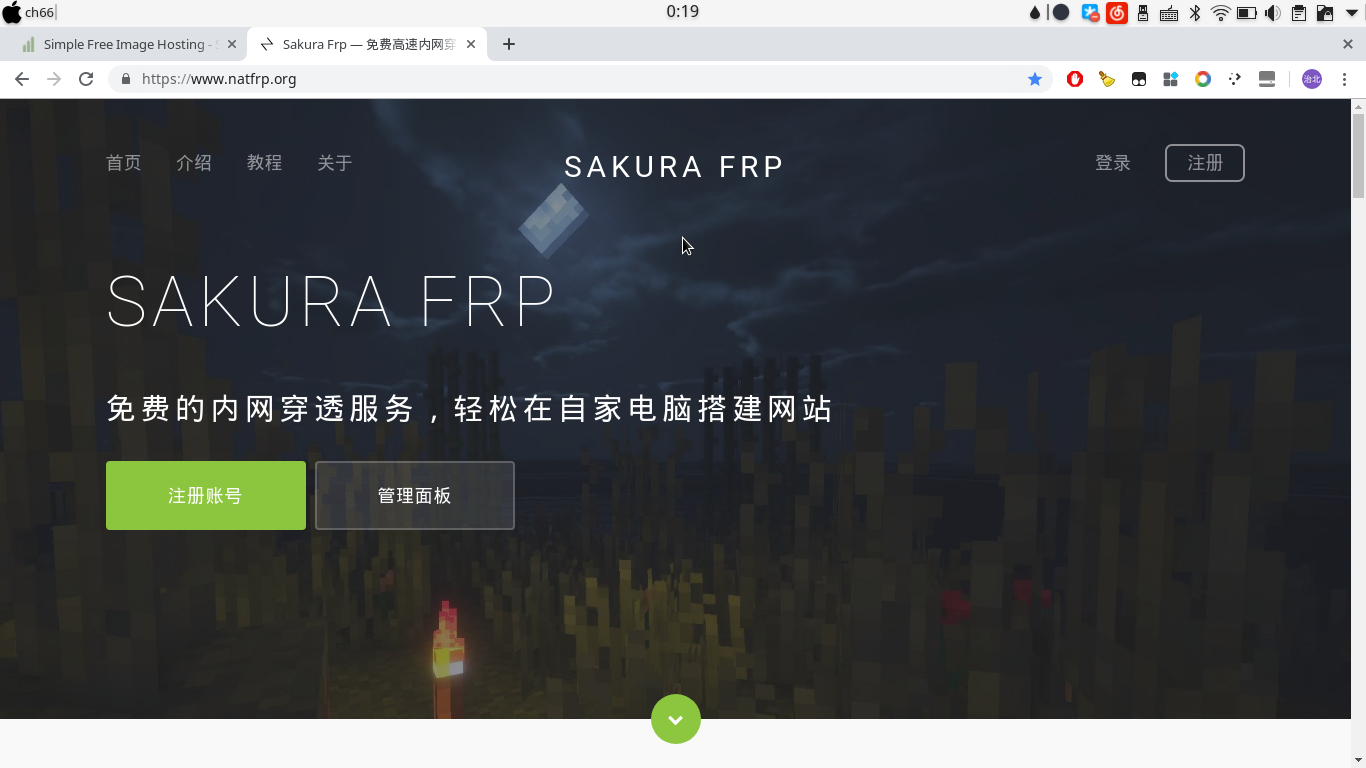 ch66
0:19
Simple Free Image Hosting - S
Sakura Frp — 免费高速内网穿
https://www.natfrp.org
治北
首页 介绍 教程 关于
SAKURA FRP
登录 注册
SAKURA FRP
免费的内网穿透服务，轻松在自家电脑搭建网站
注册账号 管理面板